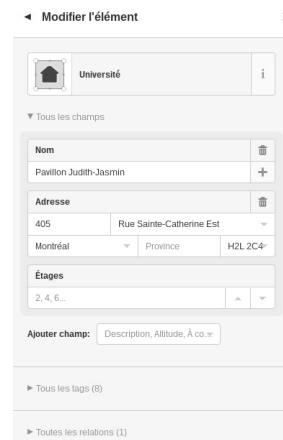 ◄ Modifier l'élément
Université
i
▼ Tous les champs
Nom
Pavillon Judith-Jasmin
Adresse
405 Rue Sainte-Catherine Est
Montréal Province H2L 2C4
Étages
2, 4, 6...
Ajouter champ: Description, Altitude, À co...
► Tous les tags (8)
► Toutes les relations (1)